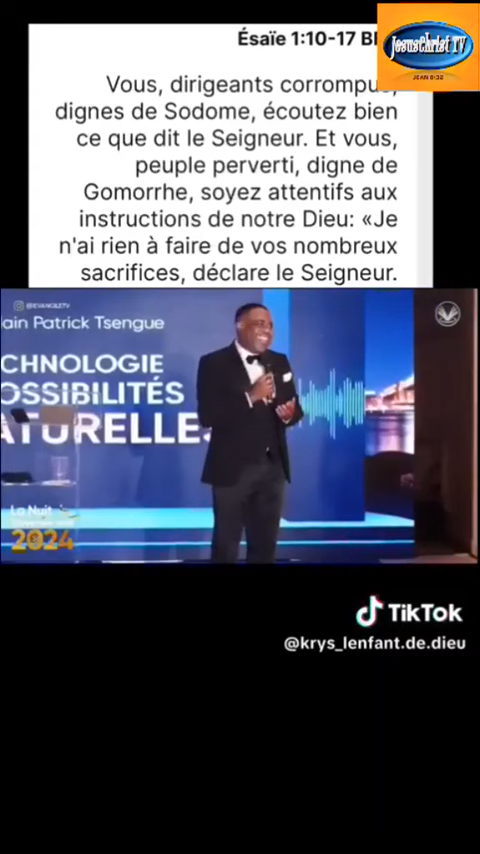 Ésaïe 1:10-17
JesusChrist TV
JEAN 8:32
Vous, dirigeants corrompus,
dignes de Sodome, écoutez bien
ce que dit le Seigneur. Et vous,
peuple perverti, digne de
Gomorrhe, soyez attentifs aux
instructions de notre Dieu: «Je
n'ai rien à faire de vos nombreux
sacrifices, déclare le Seigneur.
@EVANGILETV
lain Patrick Tsengue
CHNOLOGIE
OSSIBILITÉS
ATURELLES
La Nuit
2024
TikTok
@krys_lenfant.de.dieu